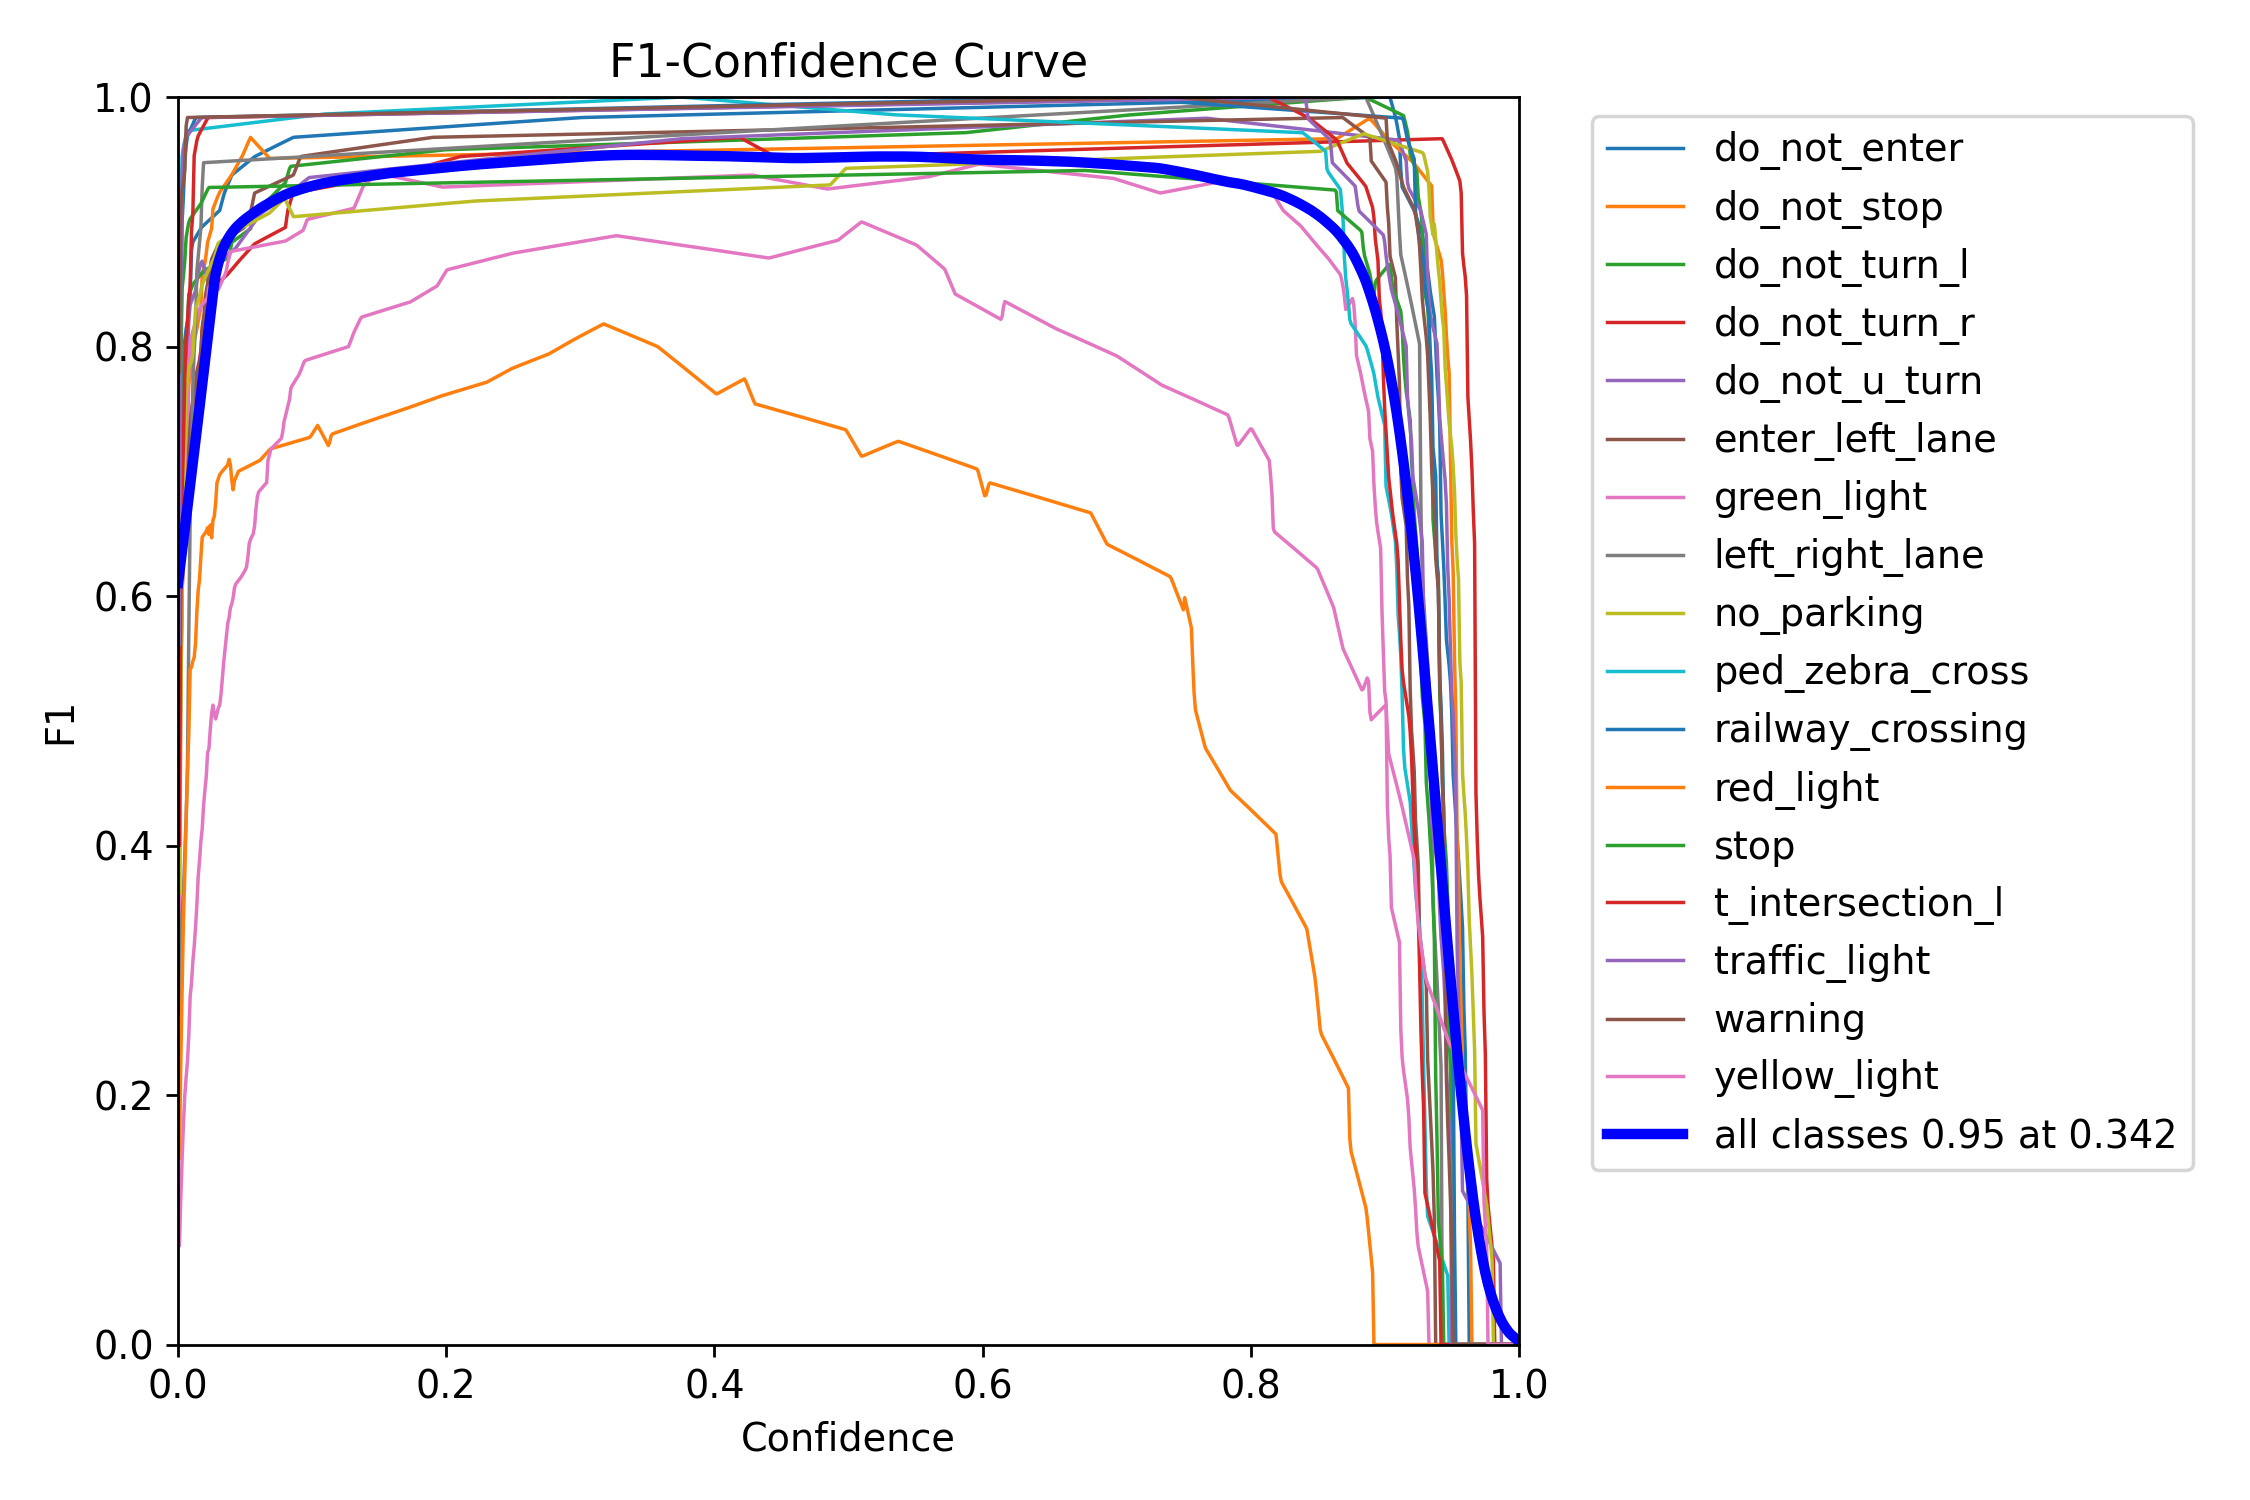 F1-Confidence Curve
1.0
0.8
0.6
0.4
0.2
0.0
F1
0.0 0.2 0.4 0.6 0.8 1.0
Confidence
do_not_enter
do_not_stop
do_not_turn_l
do_not_turn_r
do_not_u_turn
enter_left_lane
green_light
left_right_lane
no_parking
ped_zebra_cross
railway_crossing
red_light
stop
t_intersection_l
traffic_light
warning
yellow_light
all classes 0.95 at 0.342